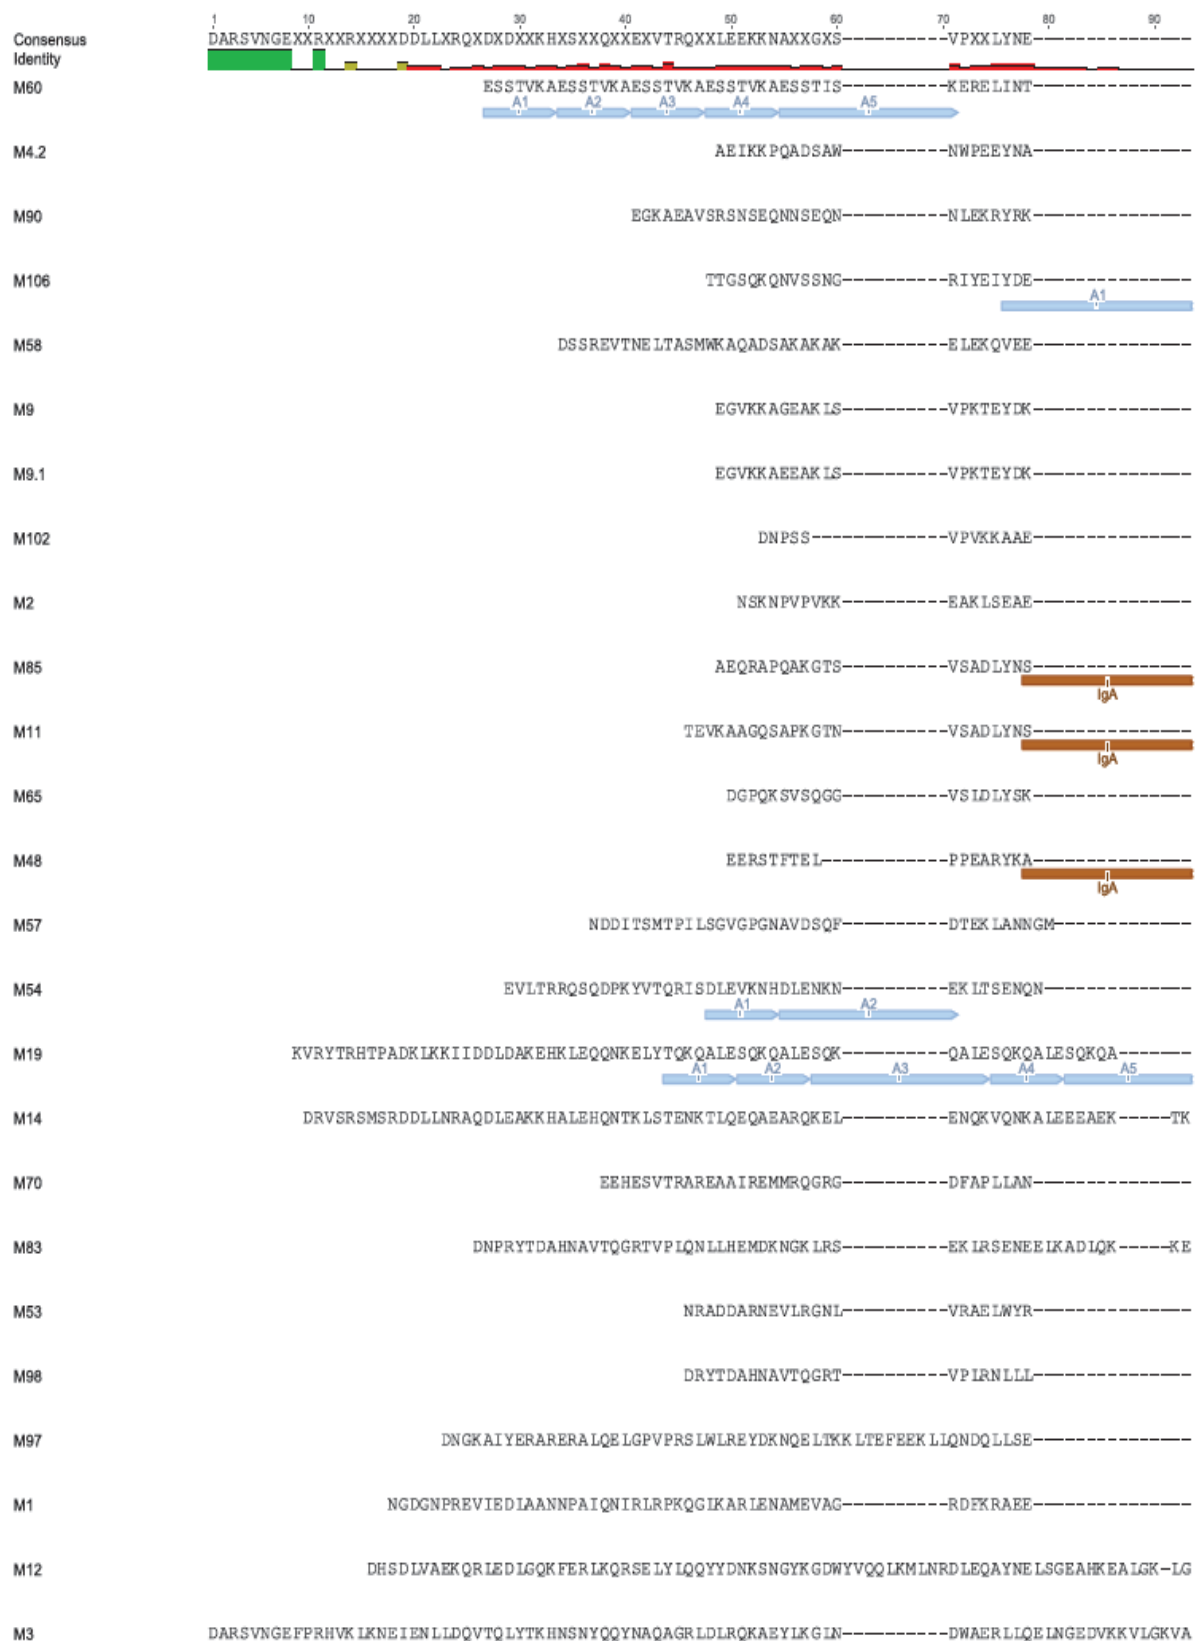 1 10 20 30 40 50 60 70 80 90
Consensus DARSVNGEXXRXXRXXXXDDLLXRQXDXDXXKHXSXXQXXEXVTRQXXLEEKKNAXXGXS----------VPXXLYNE---------------
Identity
M60 ESSTVKAESSTVKAESSTVKAESSTVKAESSTIS----------KERELINT---------------
A1 A2 A3 A4 A5
M4.2 AEIKKPQADSAW----------NWPEEYNA---------------
M90 EGKAEAVSRSNSEQNNSEQN----------NLEKRYRK---------------
M106 TTGSQKQNVSSNG----------RIYEIYDE---------------
A1
M58 DSSREVTNELTASMWKAQADSAKAKAK----------ELEKQVEE---------------
M9 EGVKKAGEAKLS----------VPKTEYDK---------------
M9.1 EGVKKAEEAKLS----------VPKTEYDK---------------
M102 DNPSS-------------VPVKKAAE---------------
M2 NSKNPVPVKK----------EAKLSEAE---------------
M85 AEQRAPQAKGTS----------VSADLYNS---------------
IgA
M11 TEVKAAGQSAPKGTN----------VSADLYNS---------------
IgA
M65 DGPQKSVSQGG----------VSLDLYSK---------------
M48 EERSTFTEL------------PPEARYKA---------------
IgA
M57 NDDITSMTPILSGVGPGNAVDSQF----------DTEKLANNGM-------------
M54 EVLTRRQSQDPKYVTQRISDLEVKNHDLENKN----------EKLTSENQN--------------
A1 A2
M19 KVRYTRHTPADKLKKIIDDLDAKEHKLEQQNKELYTQKQALESQKQALESQK----------QALESQKQALESQKQA-------
A1 A2 A3 A4 A5
M14 DRVSRSMSRDDLLNRAQDLEAKKHALEHQNTKLSTENKTLQEQAEARQKEL----------ENQKVQNKALEEEAEK-----TK
M70 EEHESVTRAREAAIREMMRQGRG----------DFAPLLAN---------------
M83 DNPRYTDAHNAVTQGRTVPLQNLLHEMDKNGKLRS----------EKLRSENEELKADLQK-----KE
M53 NRADDARNEVLRGNL----------VRAELWYR---------------
M98 DRYTDAHNAVTQGRT----------VPLRNLLL---------------
M97 DNGKAIYERARERALQELGPVPRSLWLREYDKNQELTKKLTEFEEKLLQNDQLLSE---------------
M1 NGDGNPREVIEDLAANNPAIQNIRLRPKQGLKARLENAMEVAG----------RDFKRAEE---------------
M12 DHSDLVAEKQRLEDLGQKFERLKQRSELYLQQYYDNKSNGYKGDWYVQQLKMLNRDLEQAYNELSGEAHKEALGK-LG
M3 DARSVNGEFPRHVKLKNEIENLLDQVTQLYTKHNSNYQQYNAQAGRLDLRQKAEYLKGLN----------DWAERLLQELNGEDVKKVLGKVA